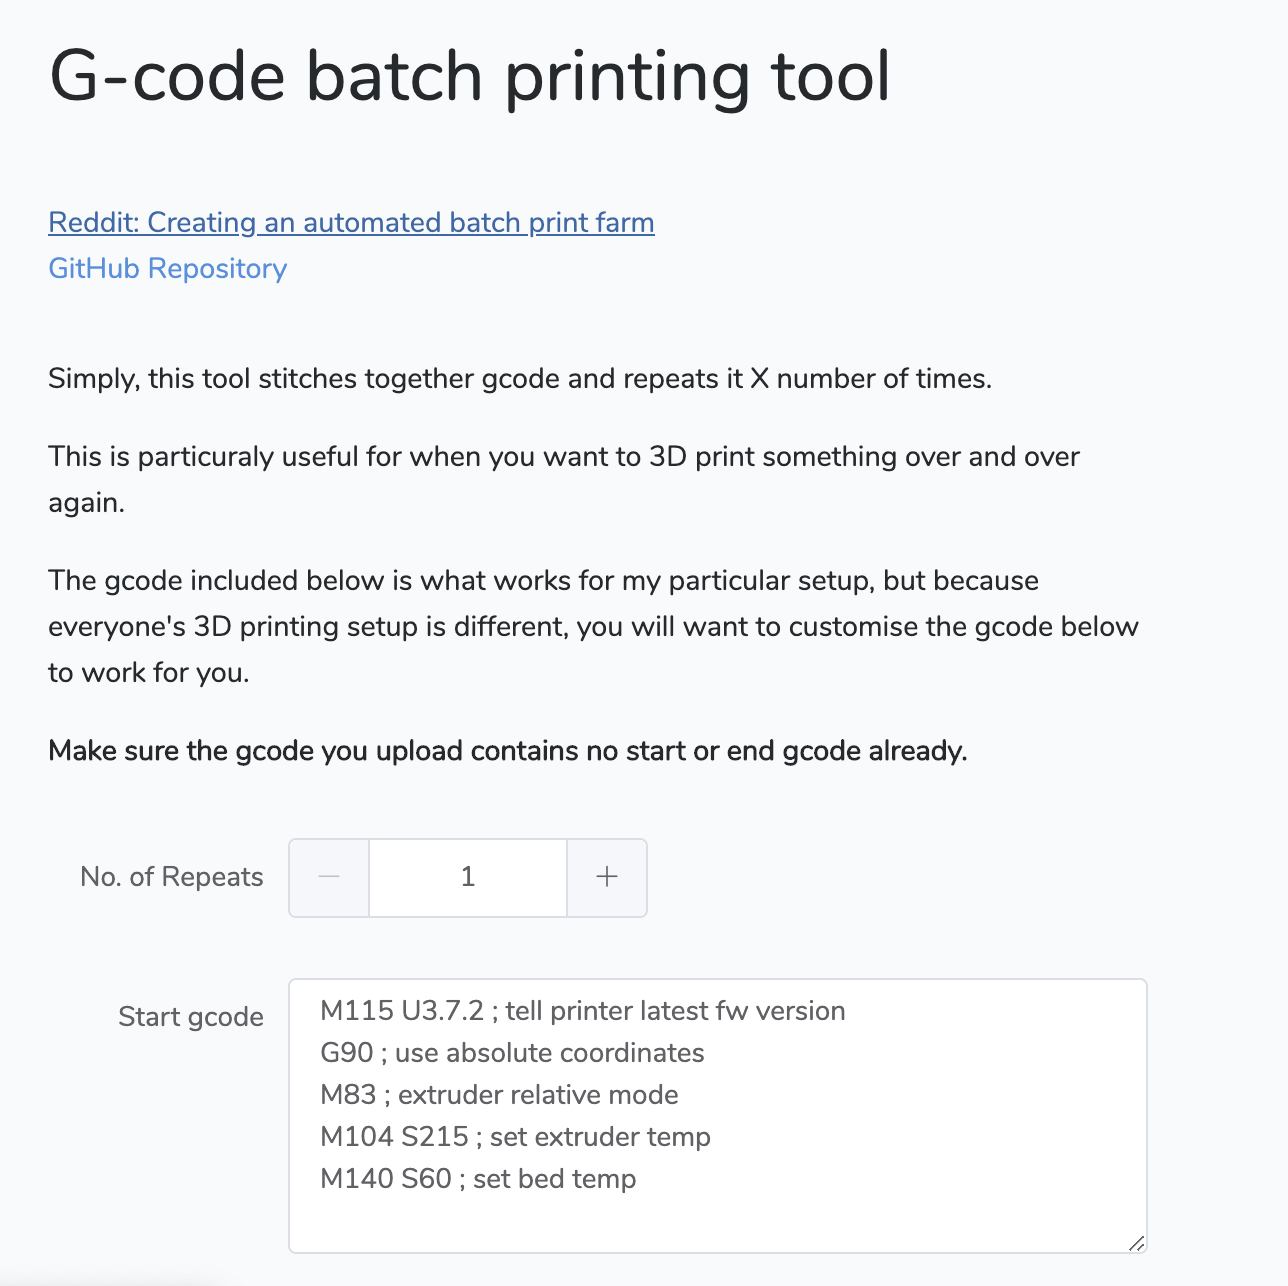 G-code batch printing tool
Reddit: Creating an automated batch print farm
GitHub Repository
Simply, this tool stitches together gcode and repeats it X number of times.
This is particuraly useful for when you want to 3D print something over and over
again.
The gcode included below is what works for my particular setup, but because
everyone's 3D printing setup is different, you will want to customise the gcode below
to work for you.
Make sure the gcode you upload contains no start or end gcode already.
No. of Repeats − 1 +
Start gcode
M115 U3.7.2 ; tell printer latest fw version
G90 ; use absolute coordinates
M83 ; extruder relative mode
M104 S215 ; set extruder temp
M140 S60 ; set bed temp